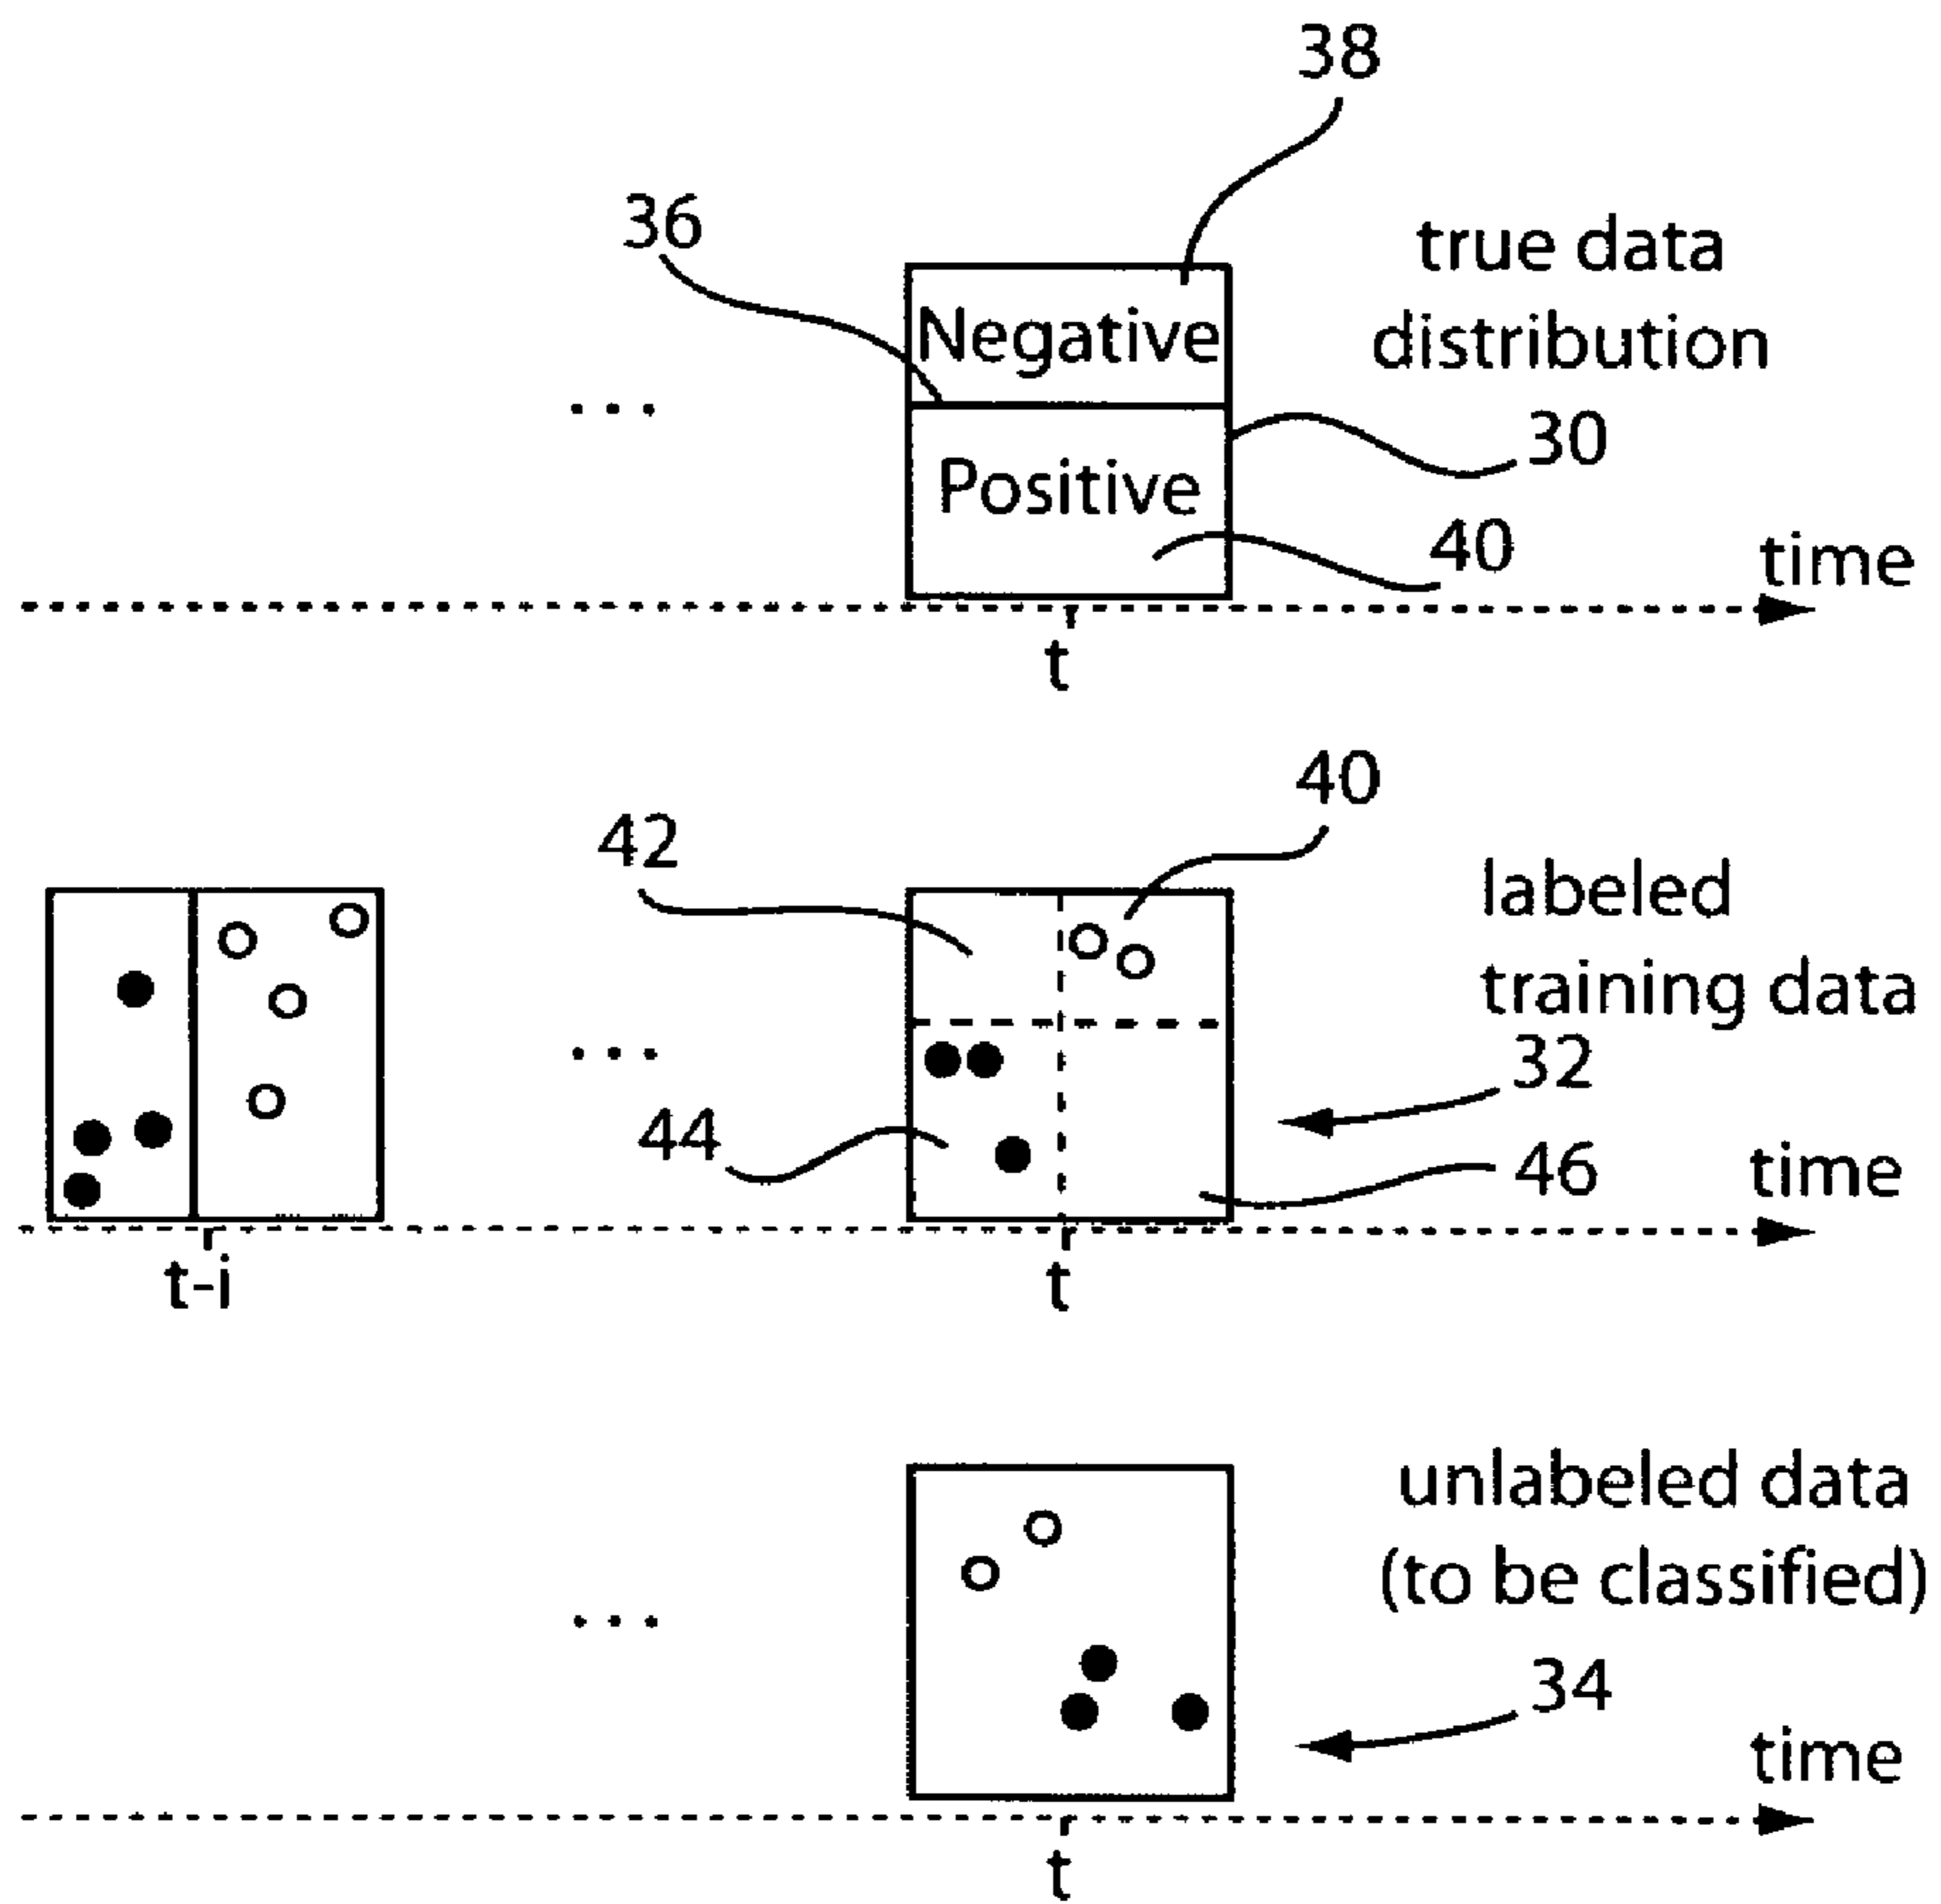 38
36
true data
distribution
Negative
. . .
30
Positive
40
time
t
40
42
labeled
training data
. . .
32
44
46
time
t-i
t
unlabeled data
(to be classified)
. . .
34
time
t